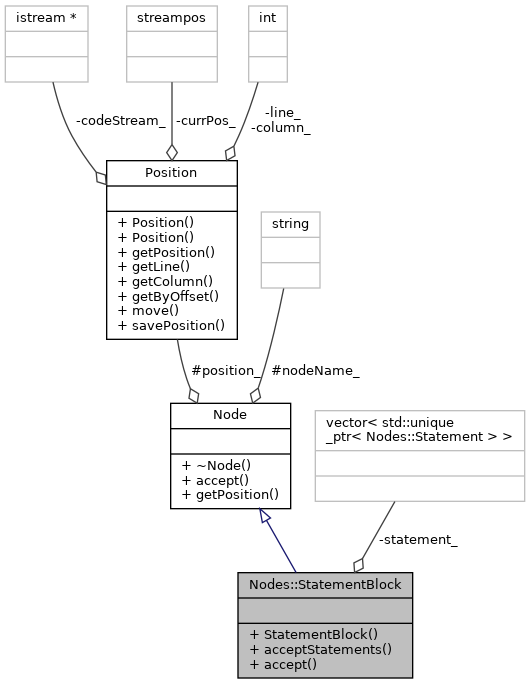 istream *
streampos
int
-codeStream_
-currPos_
-line_
-column_
Position
+ Position()
+ Position()
+ getPosition()
+ getLine()
+ getColumn()
+ getByOffset()
+ move()
+ savePosition()
string
#position_
#nodeName_
Node
+ ~Node()
+ accept()
+ getPosition()
vector< std::unique
_ptr< Nodes::Statement > >
-statement_
Nodes::StatementBlock
+ StatementBlock()
+ acceptStatements()
+ accept()